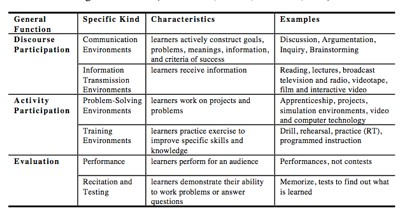 General Function Specific Kind Characteristics Examples
Discourse Participation
Communication Environments
learners actively construct goals,
problems, meanings, information,
and criteria of success
Discussion, Argumentation,
Inquiry, Brainstorming
Information
Transmission
Environments
learners receive information
Reading, lectures, broadcast
television and radio, videotape,
film and interactive video
Activity
Participation
Problem-Solving
Environments
learners work on projects and
problems
Apprenticeship, projects,
simulation environments, video
and computer technology
Training
Environments
learners practice exercise to
improve specific skills and
knowledge
Drill, rehearsal, practice (RT),
programmed instruction
Evaluation
Performance
learners perform for an audience
Performances, not contests
Recitation and
Testing
learners demonstrate their ability
to work problems or answer
questions
Memorize, tests to find out what
is learned